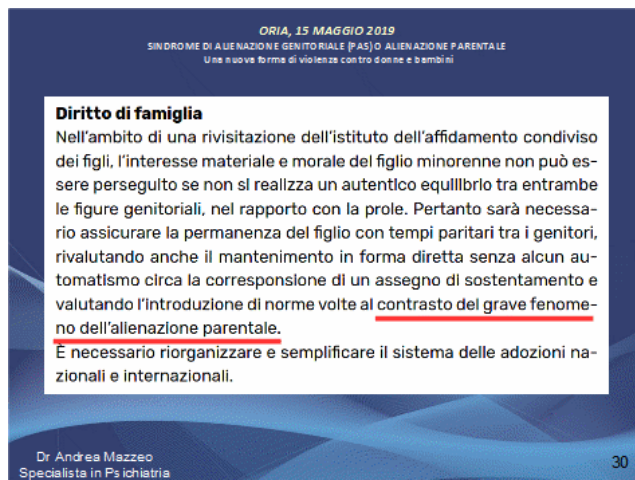 ORIA, 15 MAGGIO 2019
SINDROME DI ALIENAZIONE GENITORIALE (PAS) O ALIENAZIONE PARENTALE
Una nuova forma di violenza contro donne e bambini
Diritto di famiglia
Nell'ambito di una rivisitazione dell'istituto dell'affidamento condiviso
dei figli, l'interesse materiale e morale del figlio minorenne non può es-
sere perseguito se non si realizza un autentico equilibrio tra entrambe
le figure genitoriali, nel rapporto con la prole. Pertanto sarà necessa-
rio assicurare la permanenza del figlio con tempi paritari tra i genitori,
rivalutando anche il mantenimento in forma diretta senza alcun au-
tomatismo circa la corresponsione di un assegno di sostentamento e
valutando l'introduzione di norme volte al contrasto del grave fenome-
no dell'alienazione parentale.
È necessario riorganizzare e semplificare il sistema delle adozioni na-
zionali e internazionali.
Dr Andrea Mazzeo
Specialista in Psichiatria
30